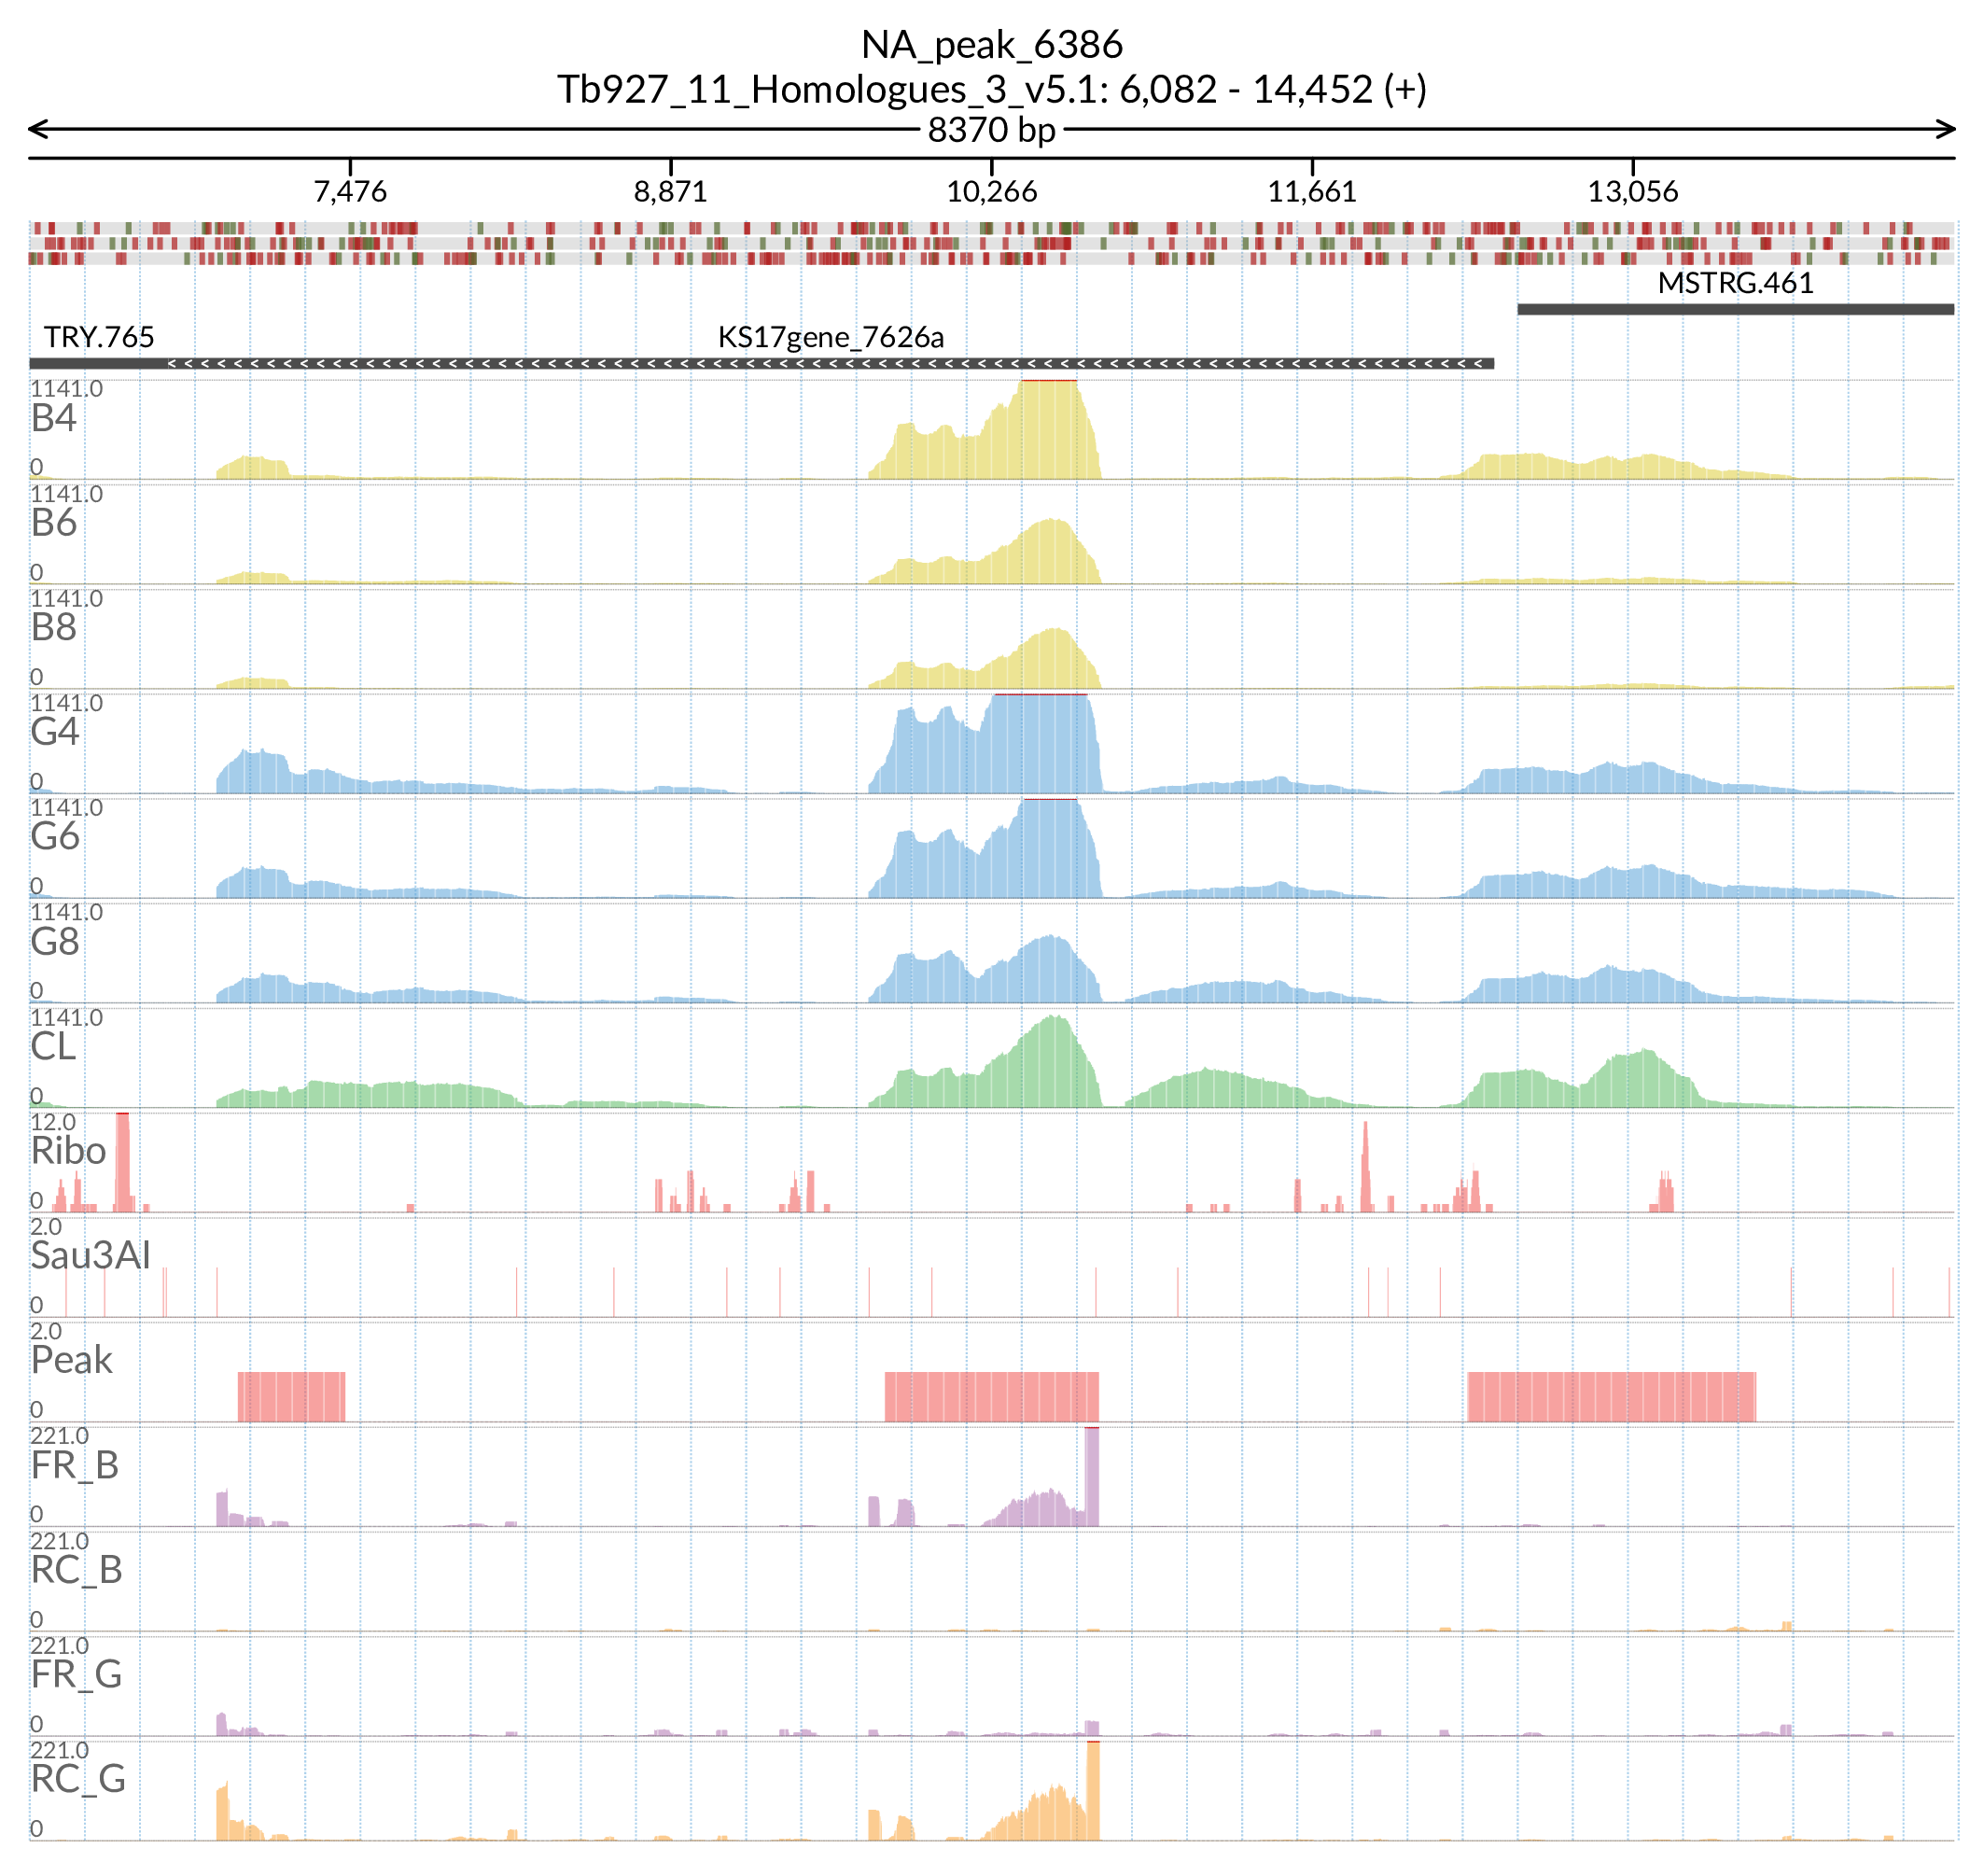 NA_peak_6386
Tb927_11_Homologues_3_v5.1: 6,082 - 14,452 (+)
8370 bp
7,476 8,871 10,266 11,661 13,056
MSTRG.461
TRY.765 KS17gene_7626a
1141.0
B4
0
1141.0
B6
0
1141.0
B8
0
1141.0
G4
0
1141.0
G6
0
1141.0
G8
0
1141.0
CL
0
12.0
Ribo
0
2.0
Sau3AI
0
2.0
Peak
0
221.0
FR_B
0
221.0
RC_B
0
221.0
FR_G
0
221.0
RC_G
0